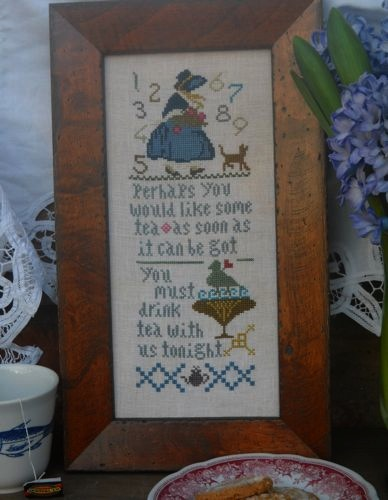 1 2 3 4 5 6 7 8 9
Perhaps you
would like some
tea as soon as
it can be got
You
must
drink
tea with
us tonight